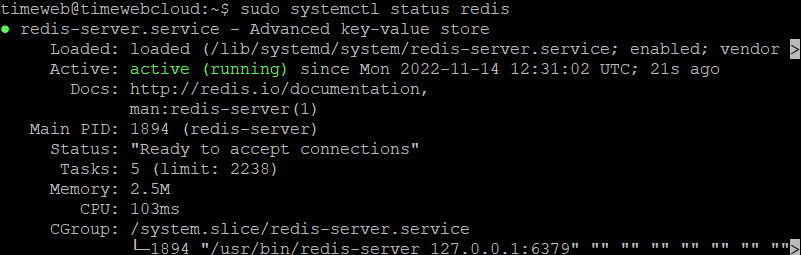 timeweb@timewebcloud:~$ sudo systemctl status redis
● redis-server.service - Advanced key-value store
Loaded: loaded (/lib/systemd/system/redis-server.service; enabled; vendor >
Active: active (running) since Mon 2022-11-14 12:31:02 UTC; 21s ago
Docs: http://redis.io/documentation,
man:redis-server(1)
Main PID: 1894 (redis-server)
Status: "Ready to accept connections"
Tasks: 5 (limit: 2238)
Memory: 2.5M
CPU: 103ms
CGroup: /system.slice/redis-server.service
└─1894 "/usr/bin/redis-server 127.0.0.1:6379" "" "" "" "" "" "" "">